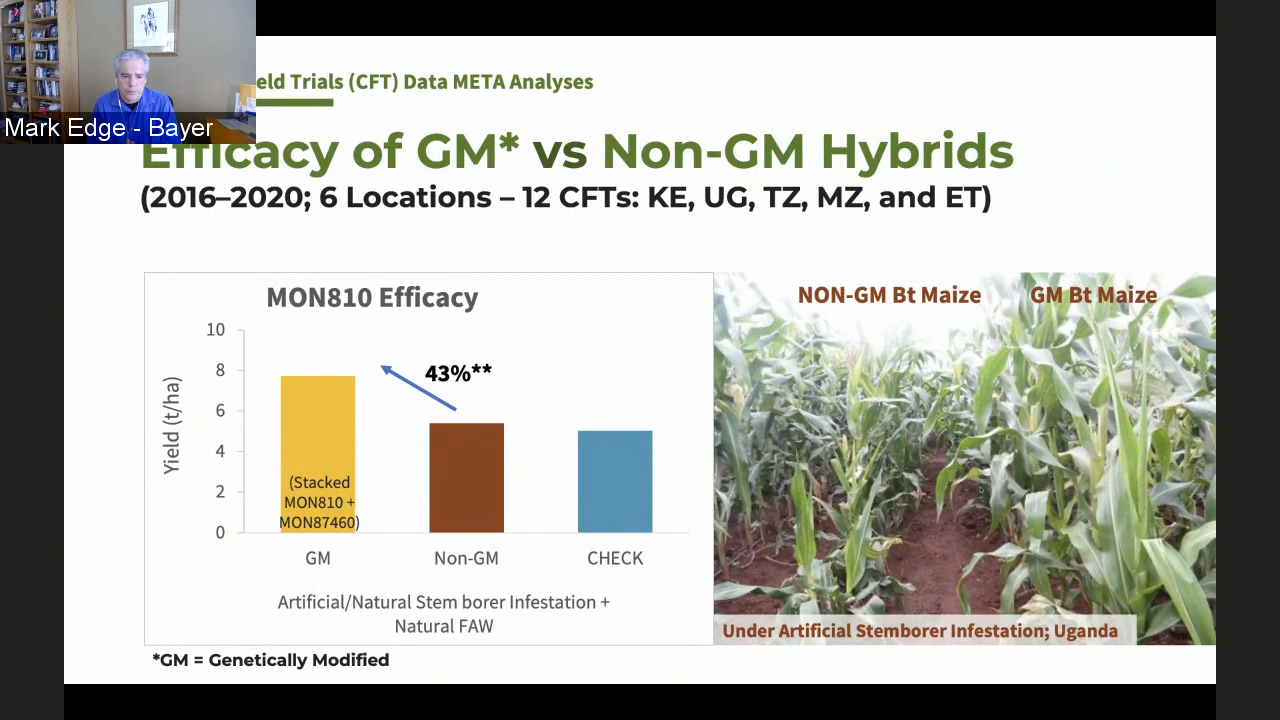 Mark Edge - Bayer
eld Trials (CFT) Data META Analyses
Efficacy of GM* vs Non-GM Hybrids
(2016–2020; 6 Locations – 12 CFTs: KE, UG, TZ, MZ, and ET)
MON810 Efficacy
10
8
6
4
2
0
Yield (t/ha)
43%**
(Stacked
MON810 +
MON87460)
GM
Non-GM
CHECK
Artificial/Natural Stem borer Infestation +
Natural FAW
NON-GM Bt Maize
GM Bt Maize
Under Artificial Stemborer Infestation; Uganda
*GM = Genetically Modified